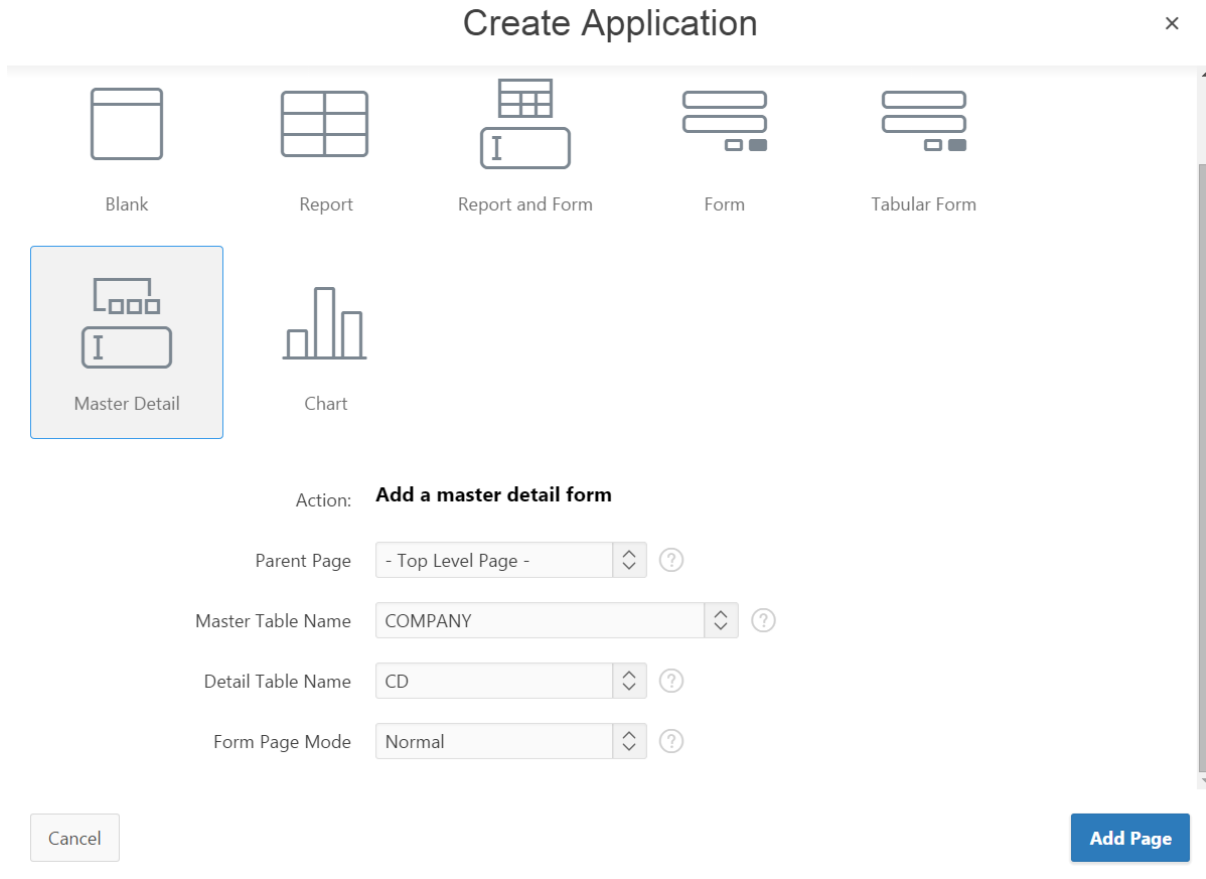 Create Application
×
Blank
Report
Report and Form
Form
Tabular Form
Master Detail
Chart
Action: Add a master detail form
Parent Page - Top Level Page - ?
Master Table Name COMPANY ?
Detail Table Name CD ?
Form Page Mode Normal ?
Cancel
Add Page